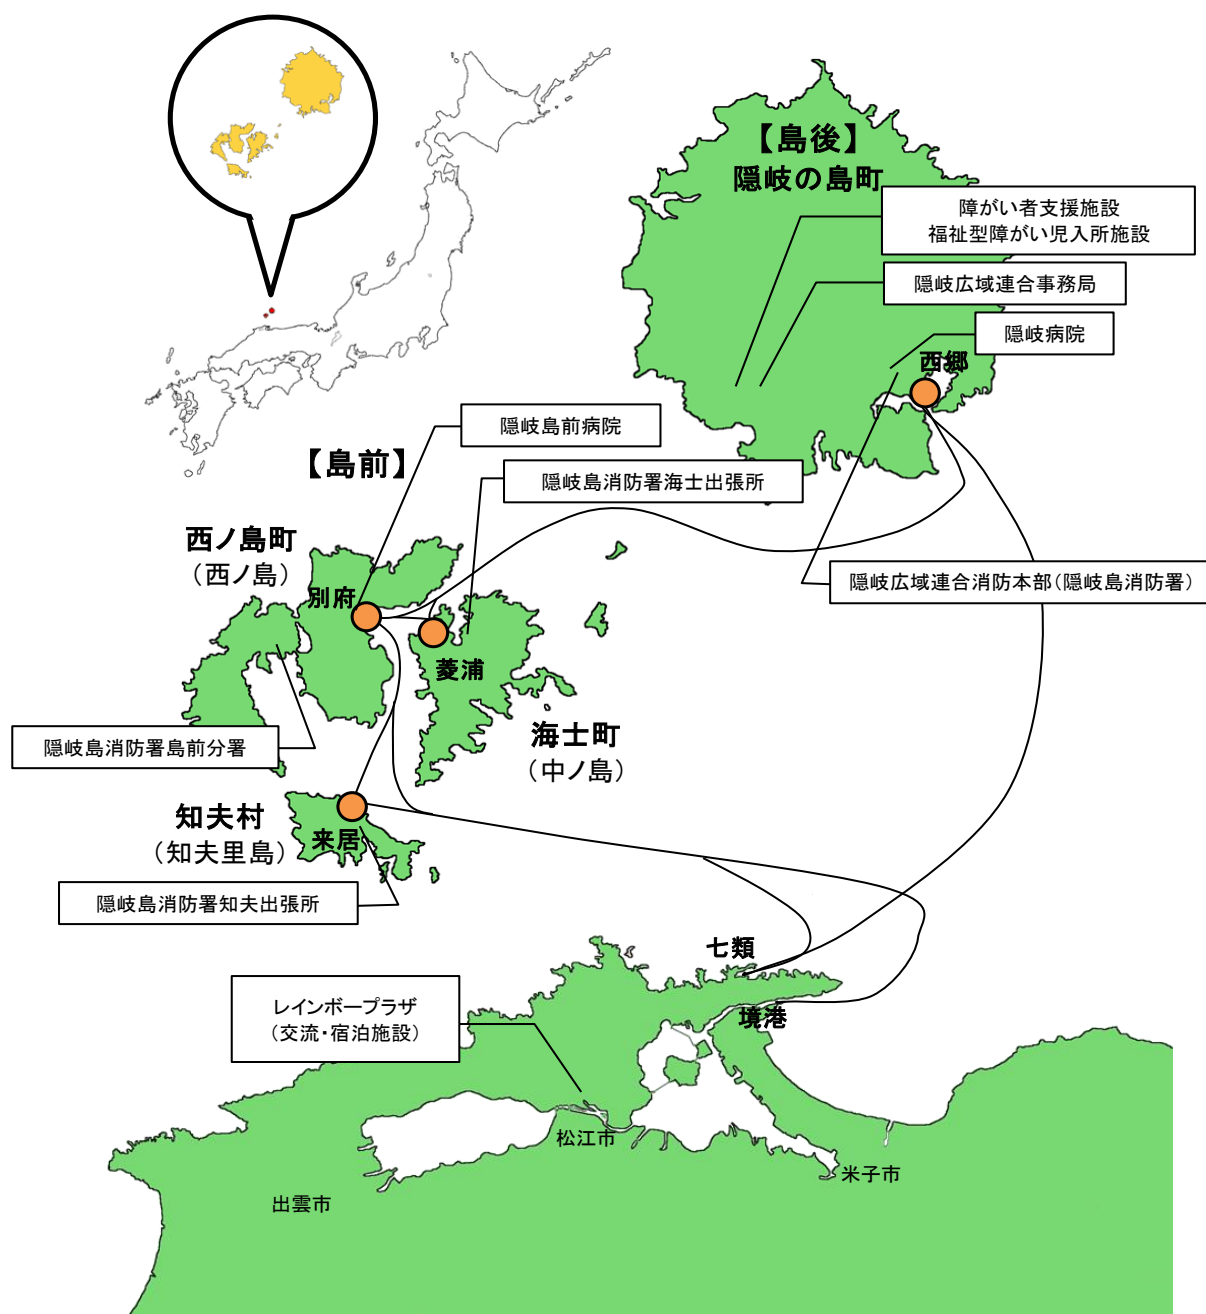 【島後】
隠岐の島町
障がい者支援施設
福祉型障がい児入所施設
隠岐広域連合事務局
隠岐病院
西郷
隠岐島前病院
【島前】
隠岐島消防署海士出張所
西ノ島町
（西ノ島）
別府
隠岐広域連合消防本部（隠岐島消防署）
菱浦
海士町
（中ノ島）
隠岐島消防署島前分署
知夫村
（知夫里島）
来居
隠岐島消防署知夫出張所
七類
レインボープラザ
（交流・宿泊施設）
境港
松江市
米子市
出雲市